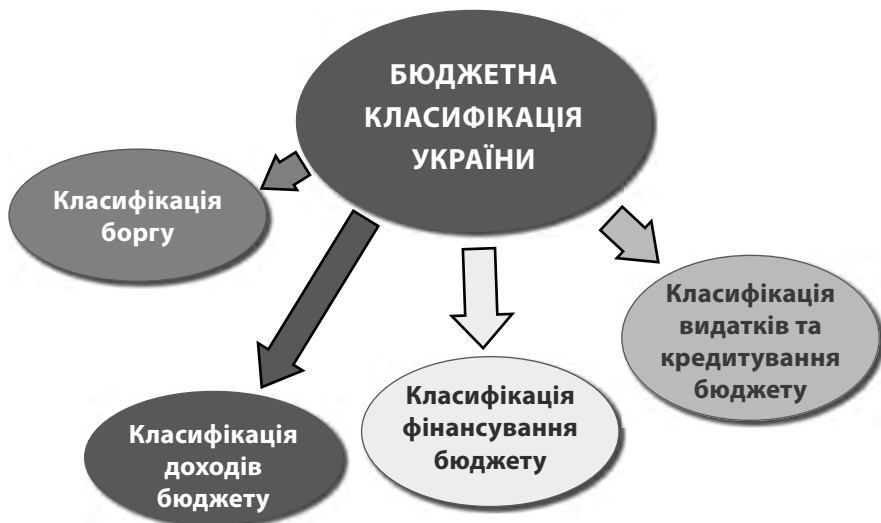 БЮДЖЕТНА
КЛАСИФІКАЦІЯ
УКРАЇНИ
Класифікація
боргу
Класифікація
доходів
бюджету
Класифікація
фінансування
бюджету
Класифікація
видатків та
кредитування
бюджету